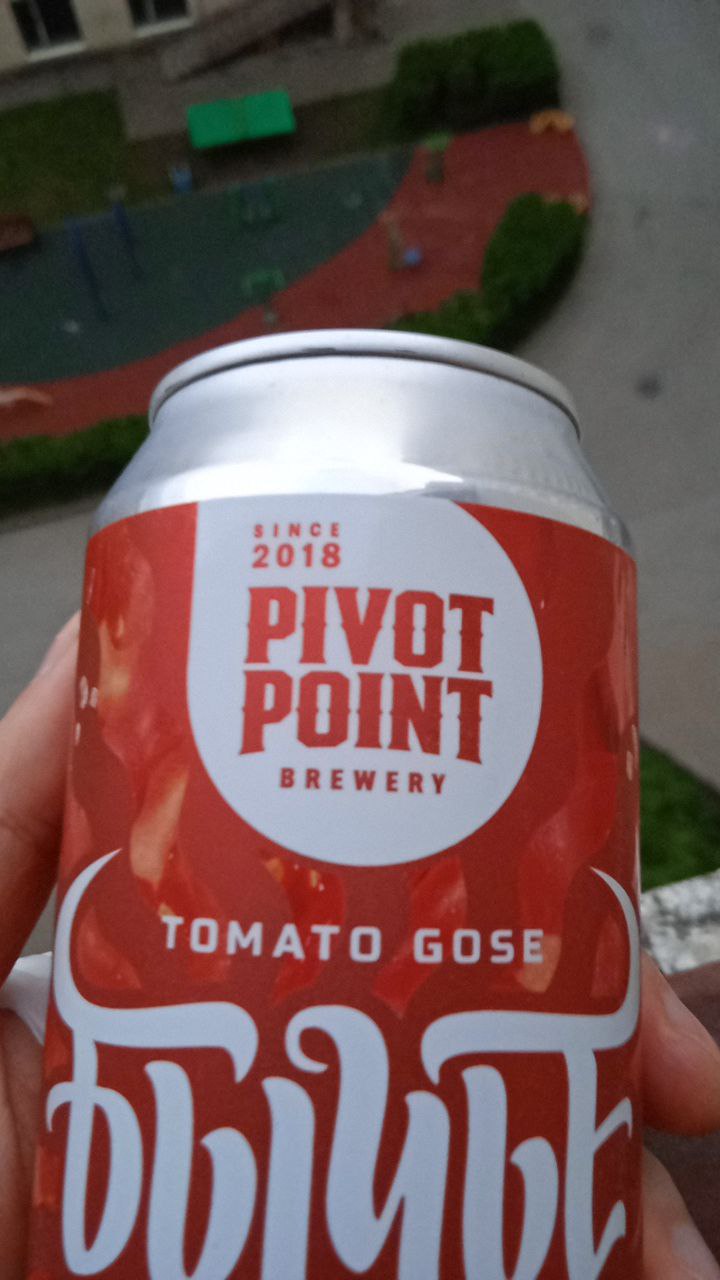 SINCE
2018
PIVOT
POINT
BREWERY
TOMATO GOSE